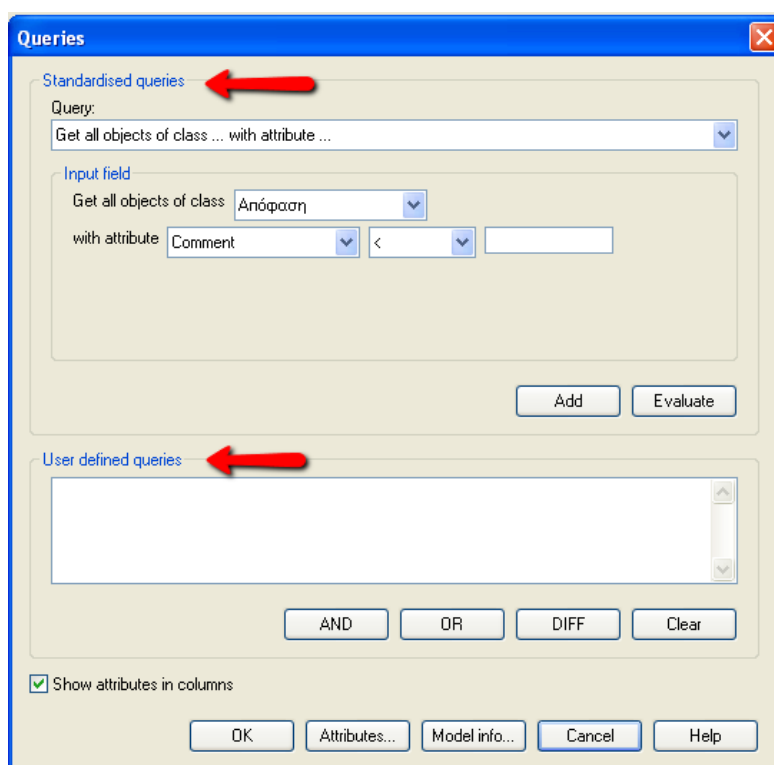 Queries
Standardised queries
Query:
Get all objects of class ... with attribute ...
Input field
Get all objects of class Απόφαση
with attribute Comment <
Add Evaluate
User defined queries
AND OR DIFF Clear
Show attributes in columns
OK Attributes... Model info... Cancel Help